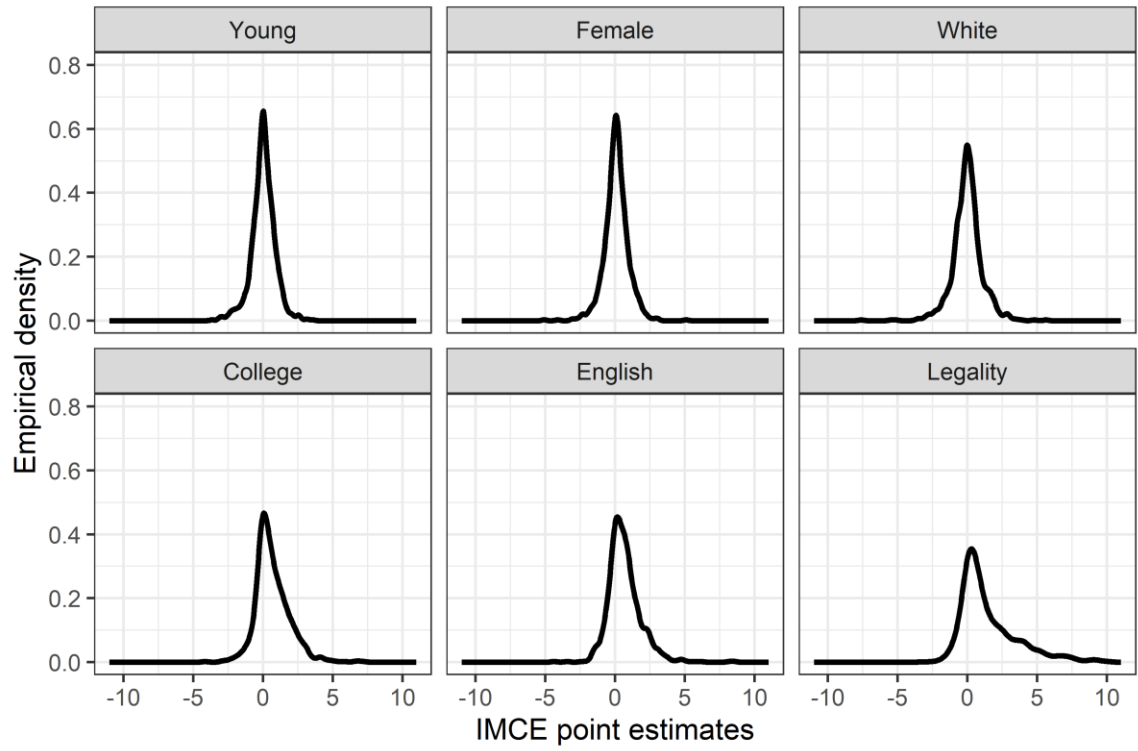 Young Female White
0.8
0.6
0.4
0.2
0.0
College English Legality
0.8
0.6
0.4
0.2
0.0
-10 -5 0 5 10 -10 -5 0 5 10 -10 -5 0 5 10
IMCE point estimates
Empirical density